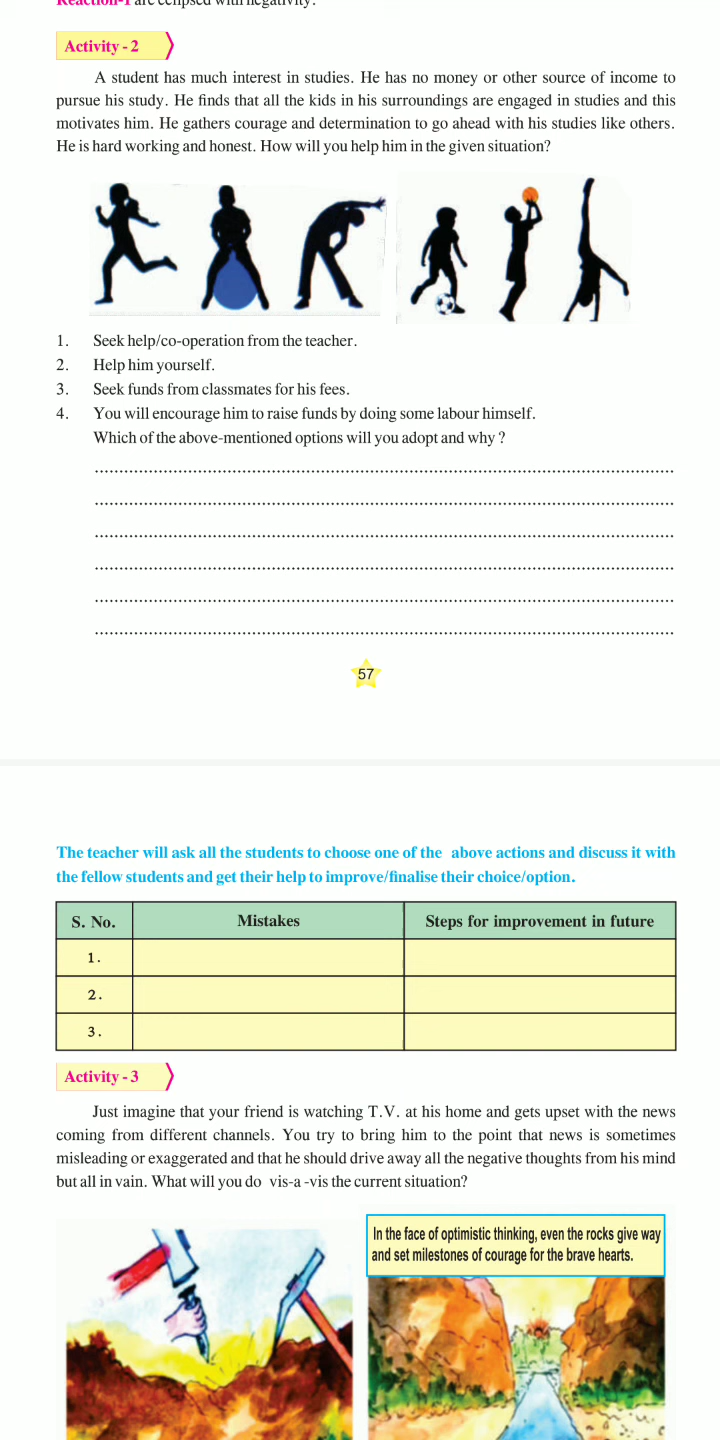 Reaction-1 are eclipsed with negativity.
Activity - 2
A student has much interest in studies. He has no money or other source of income to
pursue his study. He finds that all the kids in his surroundings are engaged in studies and this
motivates him. He gathers courage and determination to go ahead with his studies like others.
He is hard working and honest. How will you help him in the given situation?
1. Seek help/co-operation from the teacher.
2. Help him yourself.
3. Seek funds from classmates for his fees.
4. You will encourage him to raise funds by doing some labour himself.
Which of the above-mentioned options will you adopt and why ?
................................................................................
................................................................................
................................................................................
................................................................................
................................................................................
................................................................................
57
The teacher will ask all the students to choose one of the above actions and discuss it with
the fellow students and get their help to improve/finalise their choice/option.
S. No. Mistakes Steps for improvement in future
1.
2.
3.
Activity - 3
Just imagine that your friend is watching T.V. at his home and gets upset with the news
coming from different channels. You try to bring him to the point that news is sometimes
misleading or exaggerated and that he should drive away all the negative thoughts from his mind
but all in vain. What will you do vis-a -vis the current situation?
In the face of optimistic thinking, even the rocks give way
and set milestones of courage for the brave hearts.